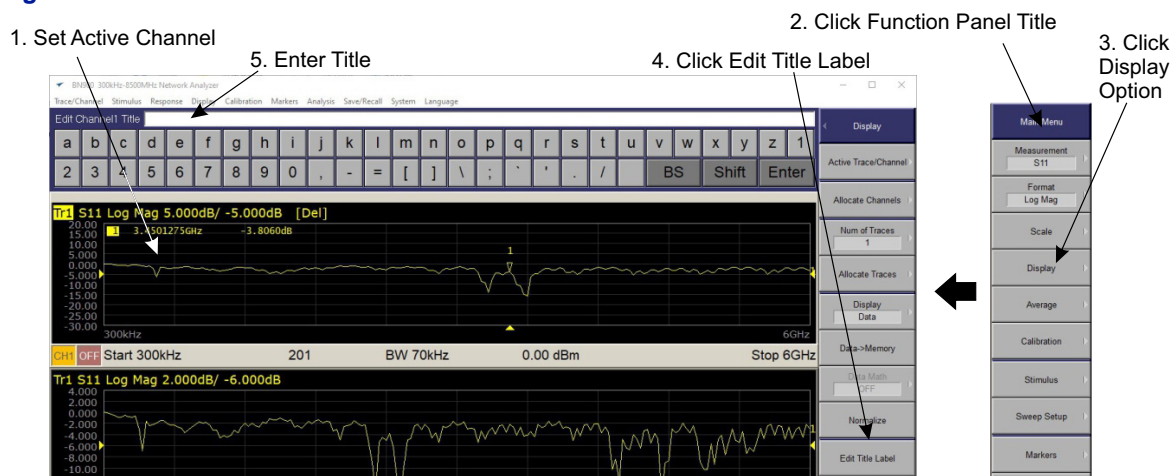 2. Click Function Panel Title
1. Set Active Channel
5. Enter Title
4. Click Edit Title Label
3. Click
Display
Option
300kHz-8500MHz Network Analyzer
Trace/Channel Stimulus Response Display Calibration Markers Analysis Save/Recall System Language
Edit Channel1 Title
a b c d e f g h i j k l m n o p q r s t u v w x y z 1
2 3 4 5 6 7 8 9 0 , - = [ ] \ ; ` ' . / BS Shift Enter
Tr1 S11 Log Mag 5.000dB/ -5.000dB [Del]
20.00
1 3.4501275GHz -3.8060dB
15.00
10.00
5.000
1
0.000
-5.000
-10.00
-15.00
-20.00
-25.00
-30.00
300kHz 6GHz
CH1 OFF Start 300kHz 201 BW 70kHz 0.00 dBm Stop 6GHz
Tr1 S11 Log Mag 2.000dB/ -6.000dB
4.000
2.000
0.000
-2.000
-4.000
1
-6.000
-8.000
-10.00
Display
Active Trace/Channel
Allocate Channels
Num of Traces
1
Allocate Traces
Display
Data
Data->Memory
Data Math
OFF
Normalize
Edit Title Label
Main Menu
Measurement
S11
Format
Log Mag
Scale
Display
Average
Calibration
Stimulus
Sweep Setup
Markers